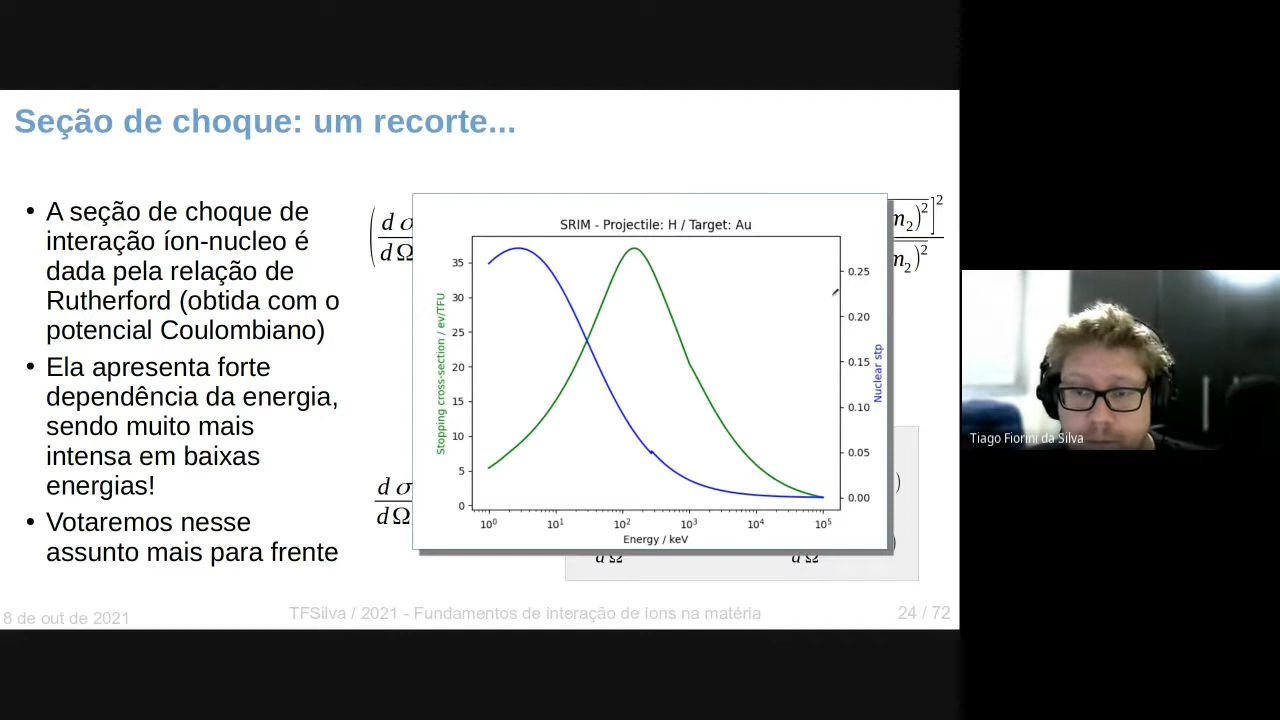 Seção de choque: um recorte...
• A seção de choque de
interação íon-nucleo é
dada pela relação de
Rutherford (obtida com o
potencial Coulombiano)
• Ela apresenta forte
dependência da energia,
sendo muito mais
intensa em baixas
energias!
• Votaremos nesse
assunto mais para frente
(d σ
d Ω
m₂)²]²
m₂)²
d σ
d Ω
)
)
d Ω
d Ω
SRIM - Projectile: H / Target: Au
Stopping cross-section / ev/TFU
35
30
25
20
15
10
5
0
0.25
0.20
0.15
0.10
0.05
0.00
Nuclear stp
10⁰ 10¹ 10² 10³ 10⁴ 10⁵
Energy / keV
8 de out de 2021
TFSilva / 2021 - Fundamentos de interação de íons na matéria
24 / 72
Tiago Fiorini da Silva